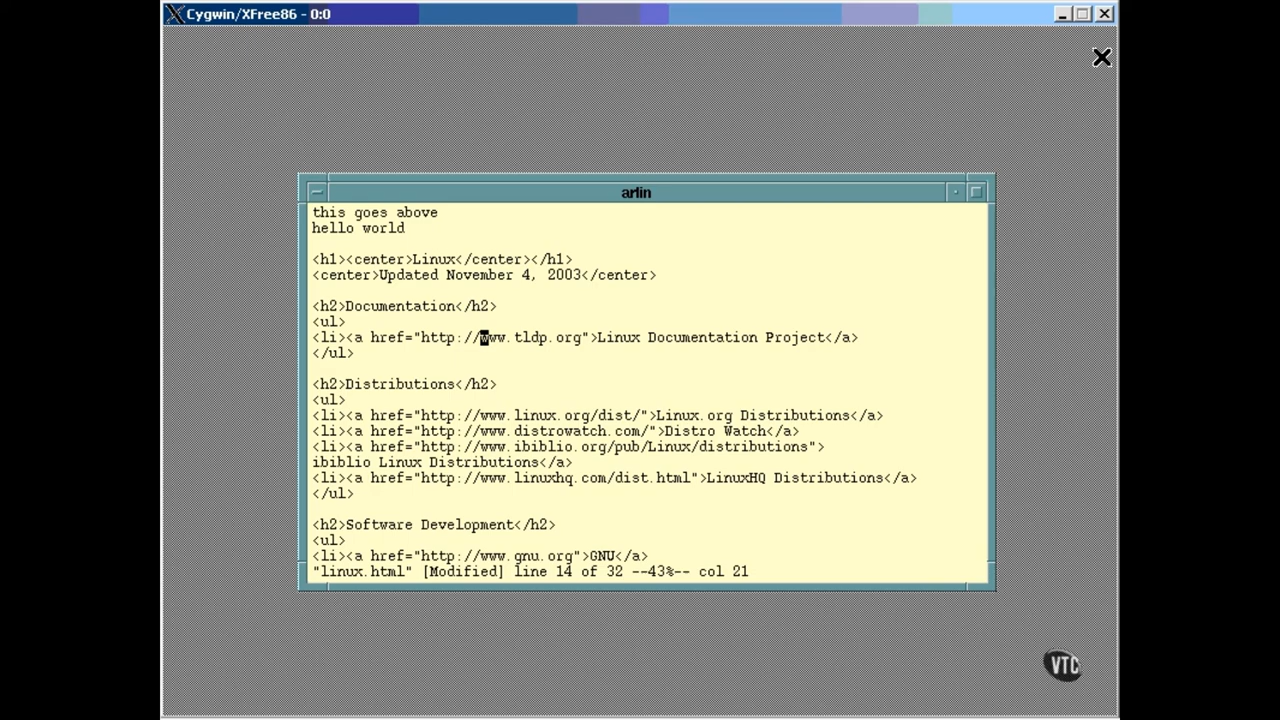 Cygwin/XFree86 - 0:0
arlin
this goes above
hello world
<h1><center>Linux</center></h1>
<center>Updated November 4, 2003</center>
<h2>Documentation</h2>
<ul>
<li><a href="http://www.tldp.org">Linux Documentation Project</a>
</ul>
<h2>Distributions</h2>
<ul>
<li><a href="http://www.linux.org/dist/">Linux.org Distributions</a>
<li><a href="http://www.distrowatch.com/">Distro Watch</a>
<li><a href="http://www.ibiblio.org/pub/Linux/distributions">
ibiblio Linux Distributions</a>
<li><a href="http://www.linuxhq.com/dist.html">LinuxHQ Distributions</a>
</ul>
<h2>Software Development</h2>
<ul>
<li><a href="http://www.gnu.org">GNU</a>
"linux.html" [Modified] line 14 of 32 --43%-- col 21
VTC